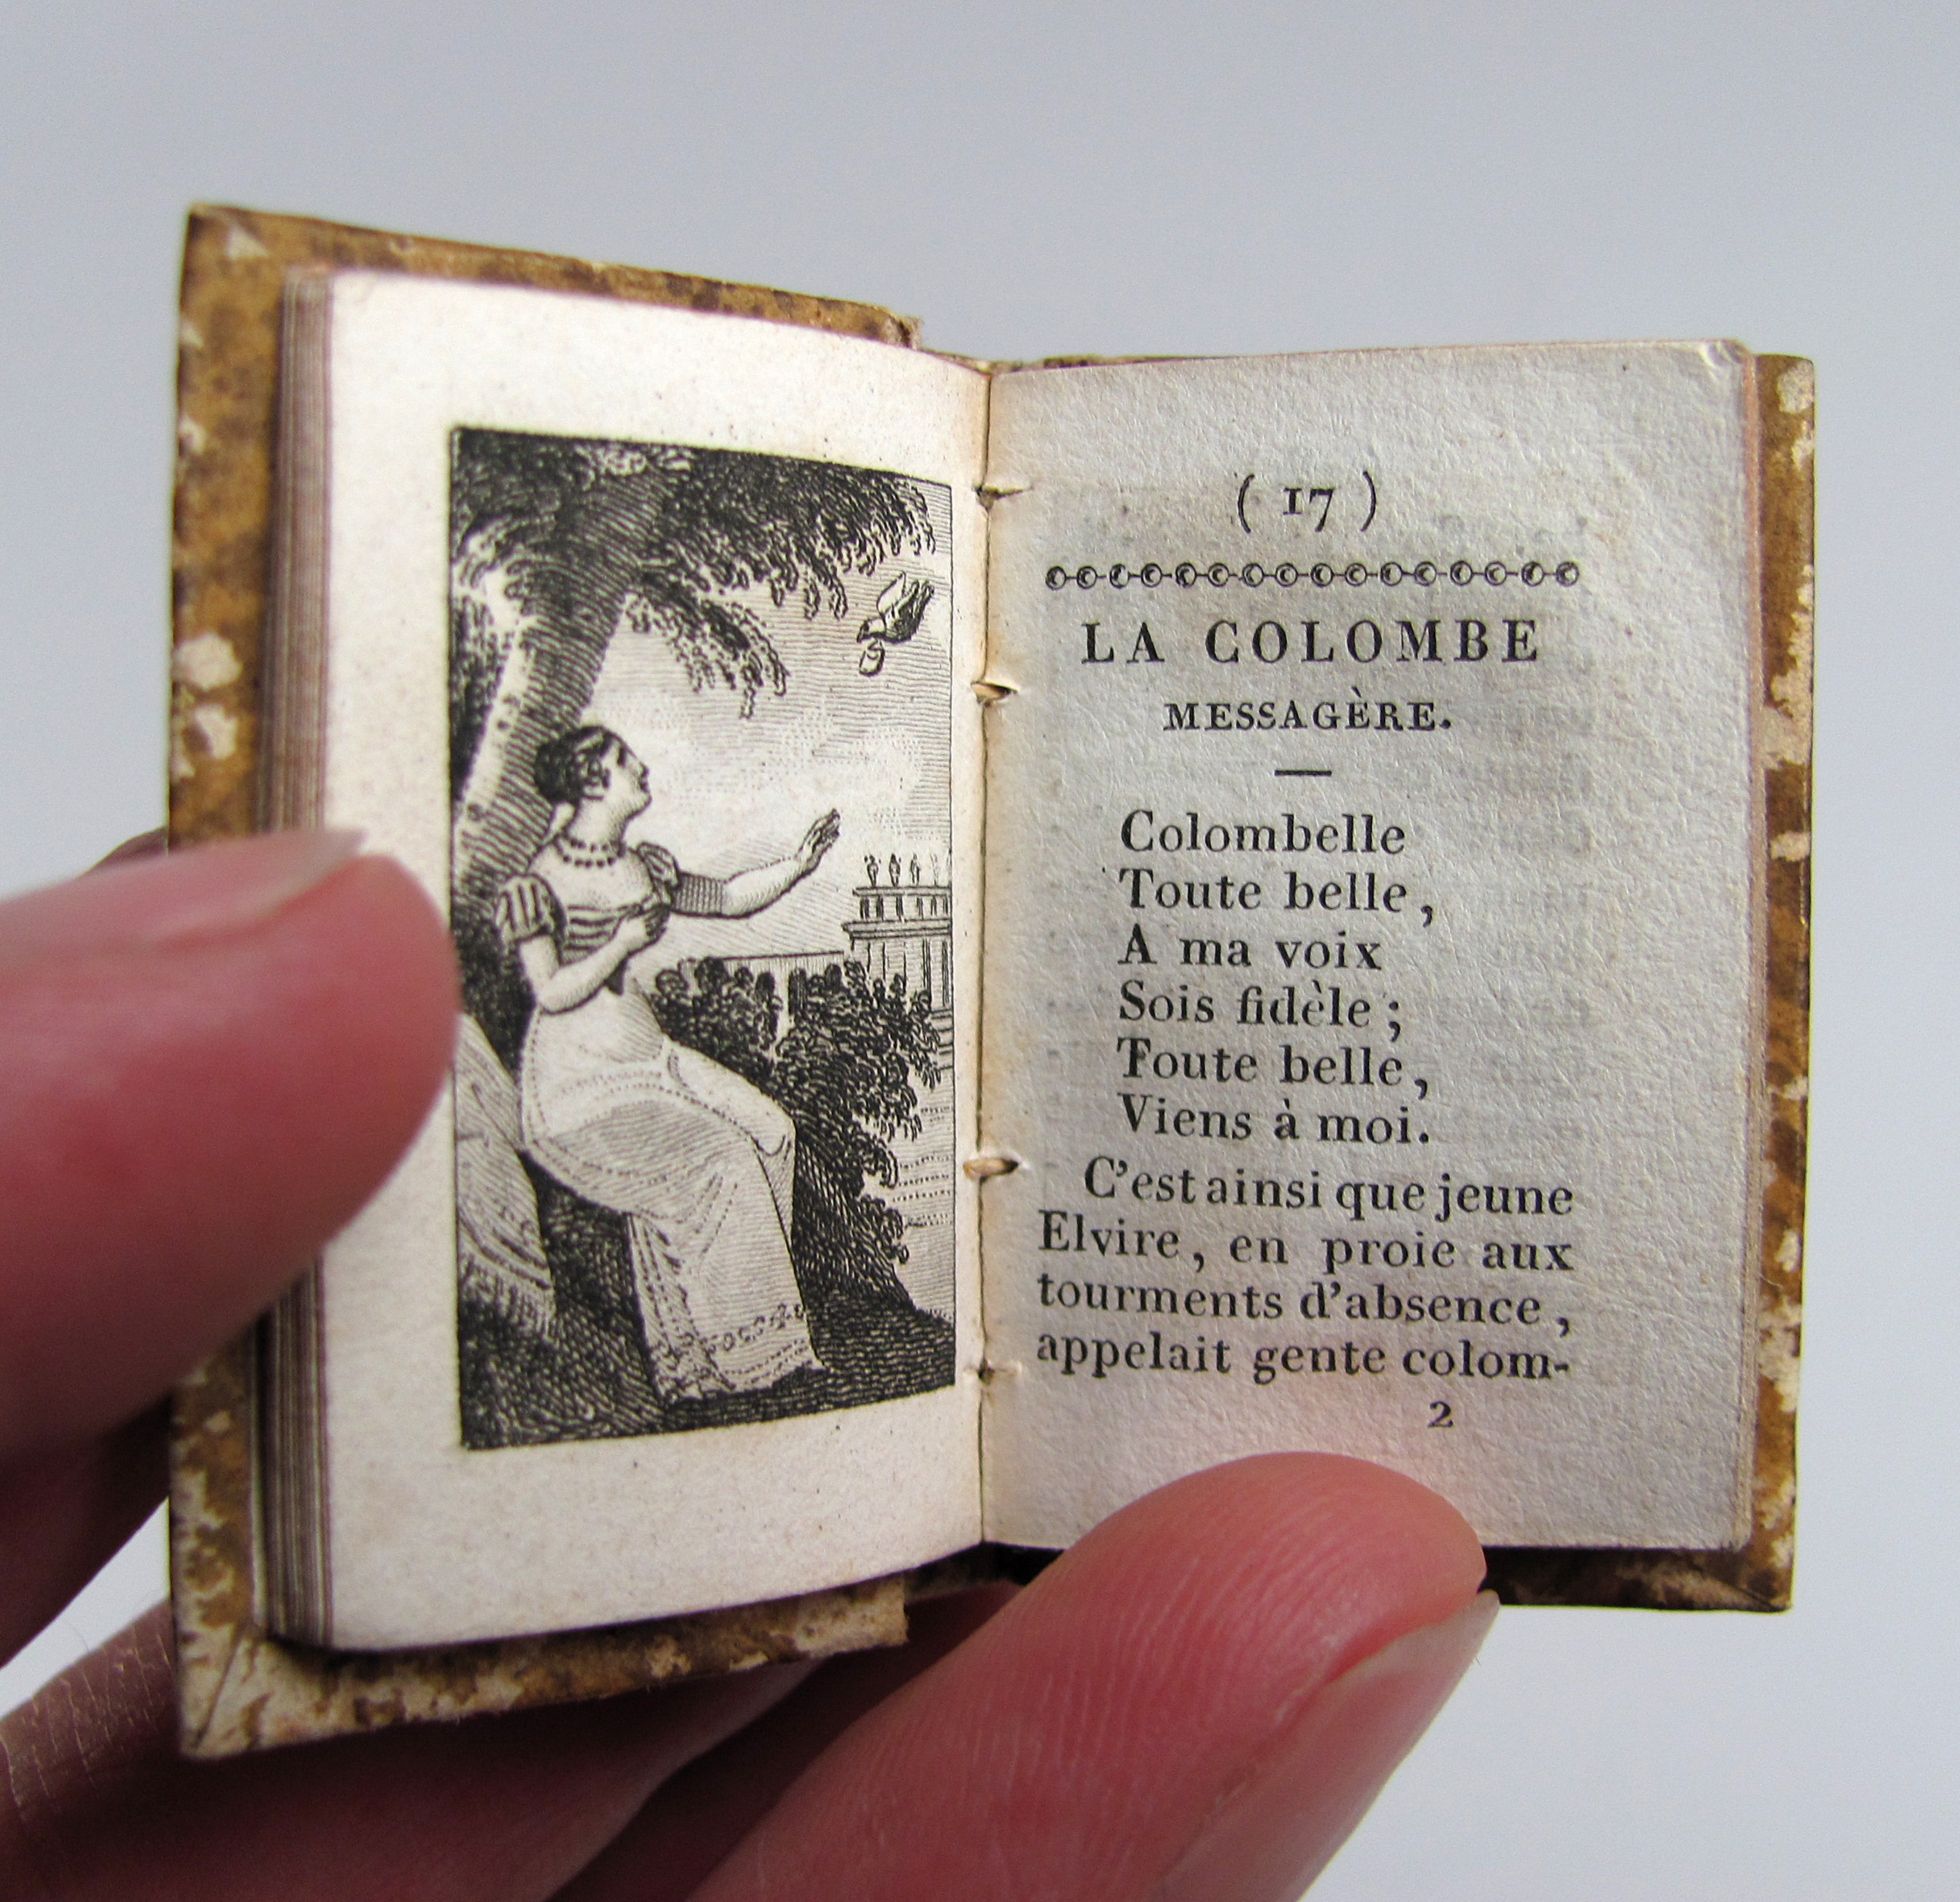 ( 17 )
LA COLOMBE
MESSAGÈRE.
Colombelle
Toute belle ,
A ma voix
Sois fidèle ;
Toute belle ,
Viens à moi.
C'est ainsi que jeune
Elvire , en proie aux
tourments d'absence ,
appelait gente colom-
2